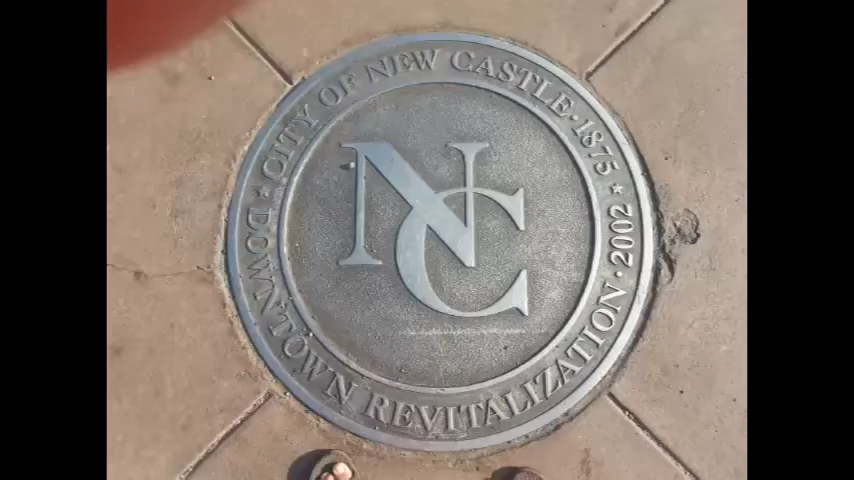 CITY OF NEW CASTLE · 1875
★ DOWNTOWN REVITALIZATION · 2002 ★
NC